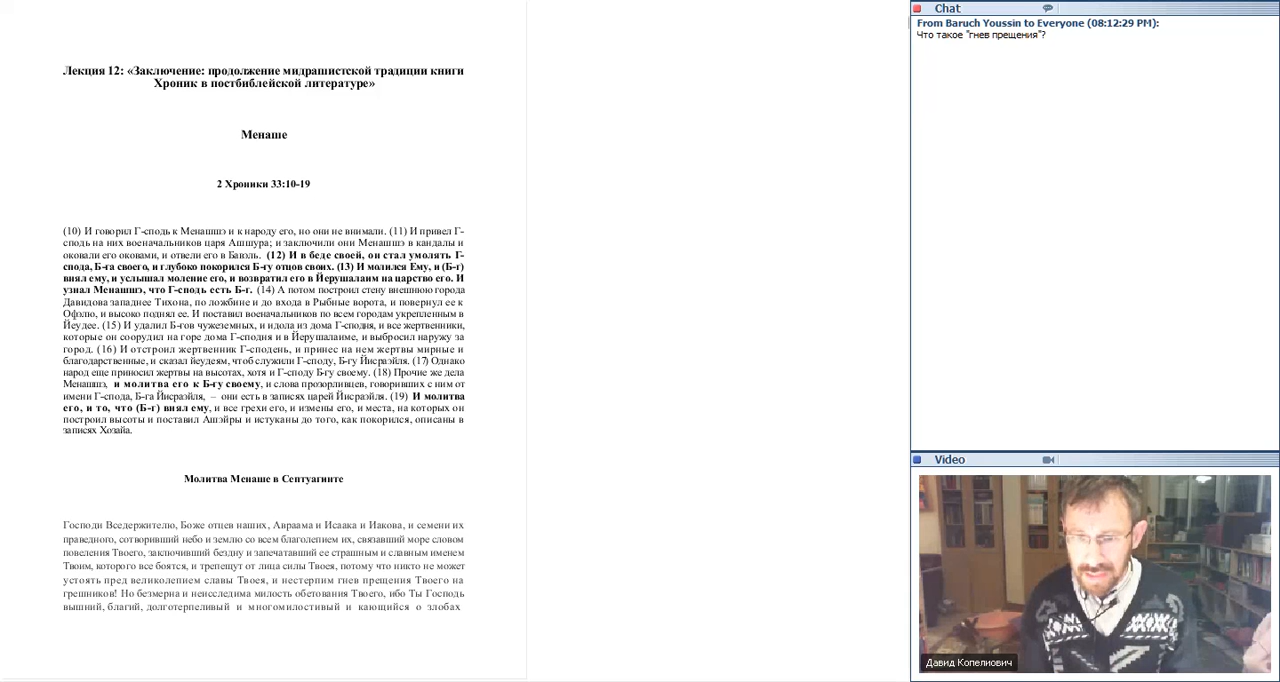 Лекция 12: «Заключение: продолжение мидрашистской традиции книги
Хроник в постбиблейской литературе»
Менаше
2 Хроники 33:10-19
(10) И говорил Г-сподь к Менашшэ и к народу его, но они не внимали. (11) И привел Г-
сподь на них военачальников царя Ашшура; и заключили они Менашшэ в кандалы и
оковали его оковами, и отвели его в Бавэль. (12) И в беде своей, он стал умолять Г-
спода, Б-га своего, и глубоко покорился Б-гу отцов своих. (13) И молился Ему, и (Б-г)
внял ему, и услышал моление его, и возвратил его в Йерушалаим на царство его. И
узнал Менашшэ, что Г-сподь есть Б-г. (14) А потом построил стену внешнюю города
Давидова западнее Тихона, по ложбине и до входа в Рыбные ворота, и повернул ее к
Офэлю, и высоко поднял ее. И поставил военачальников по всем городам укрепленным в
Йеудее. (15) И удалил Б-гов чужеземных, и идола из дома Г-сподня, и все жертвенники,
которые он соорудил на горе дома Г-сподня и в Йерушалаиме, и выбросил наружу за
город. (16) И отстроил жертвенник Г-сподень, и принес на нем жертвы мирные и
благодарственные, и сказал йеудеям, чтоб служили Г-споду, Б-гу Йисраэйля. (17) Однако
народ еще приносил жертвы на высотах, хотя и Г-споду Б-гу своему. (18) Прочие же дела
Менашшэ, и молитва его к Б-гу своему, и слова прозорливцев, говоривших с ним от
имени Г-спода, Б-га Йисраэйля, – они есть в записях царей Йисраэйля. (19) И молитва
его, и то, что (Б-г) внял ему, и все грехи его, и измены его, и места, на которых он
построил высоты и поставил Ашэйры и истуканы до того, как покорился, описаны в
записях Хозайа.
Молитва Менаше в Септуагинте
Господи Вседержителю, Боже отцев наших, Авраама и Исаака и Иакова, и семени их
праведного, сотворивший небо и землю со всем благолепием их, связавший море словом
повеления Твоего, заключивший бездну и запечатавший ее страшным и славным именем
Твоим, которого все боятся, и трепещут от лица силы Твоея, потому что никто не может
устоять пред великолепием славы Твоея, и нестерпим гнев прещения Твоего на
грешников! Но безмерна и неисследима милость обетования Твоего, ибо Ты Господь
вышний, благий, долготерпеливый и многомилостивый и кающийся о злобах
Chat
From Baruch Youssin to Everyone (08:12:29 PM):
Что такое "гнев прещения"?
Video
Давид Копелиович